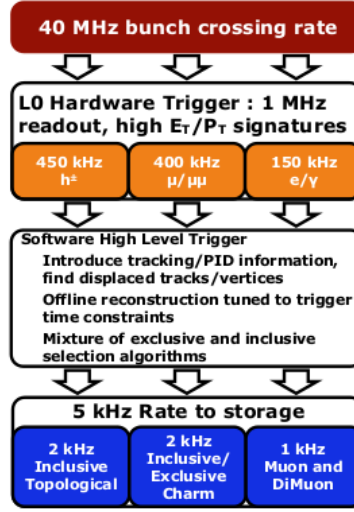 40 MHz bunch crossing rate
L0 Hardware Trigger : 1 MHz
readout, high E_T/P_T signatures
450 kHz
h±
400 kHz
μ/μμ
150 kHz
e/γ
Software High Level Trigger
Introduce tracking/PID information,
find displaced tracks/vertices
Offline reconstruction tuned to trigger
time constraints
Mixture of exclusive and inclusive
selection algorithms
5 kHz Rate to storage
2 kHz
Inclusive
Topological
2 kHz
Inclusive/
Exclusive
Charm
1 kHz
Muon and
DiMuon